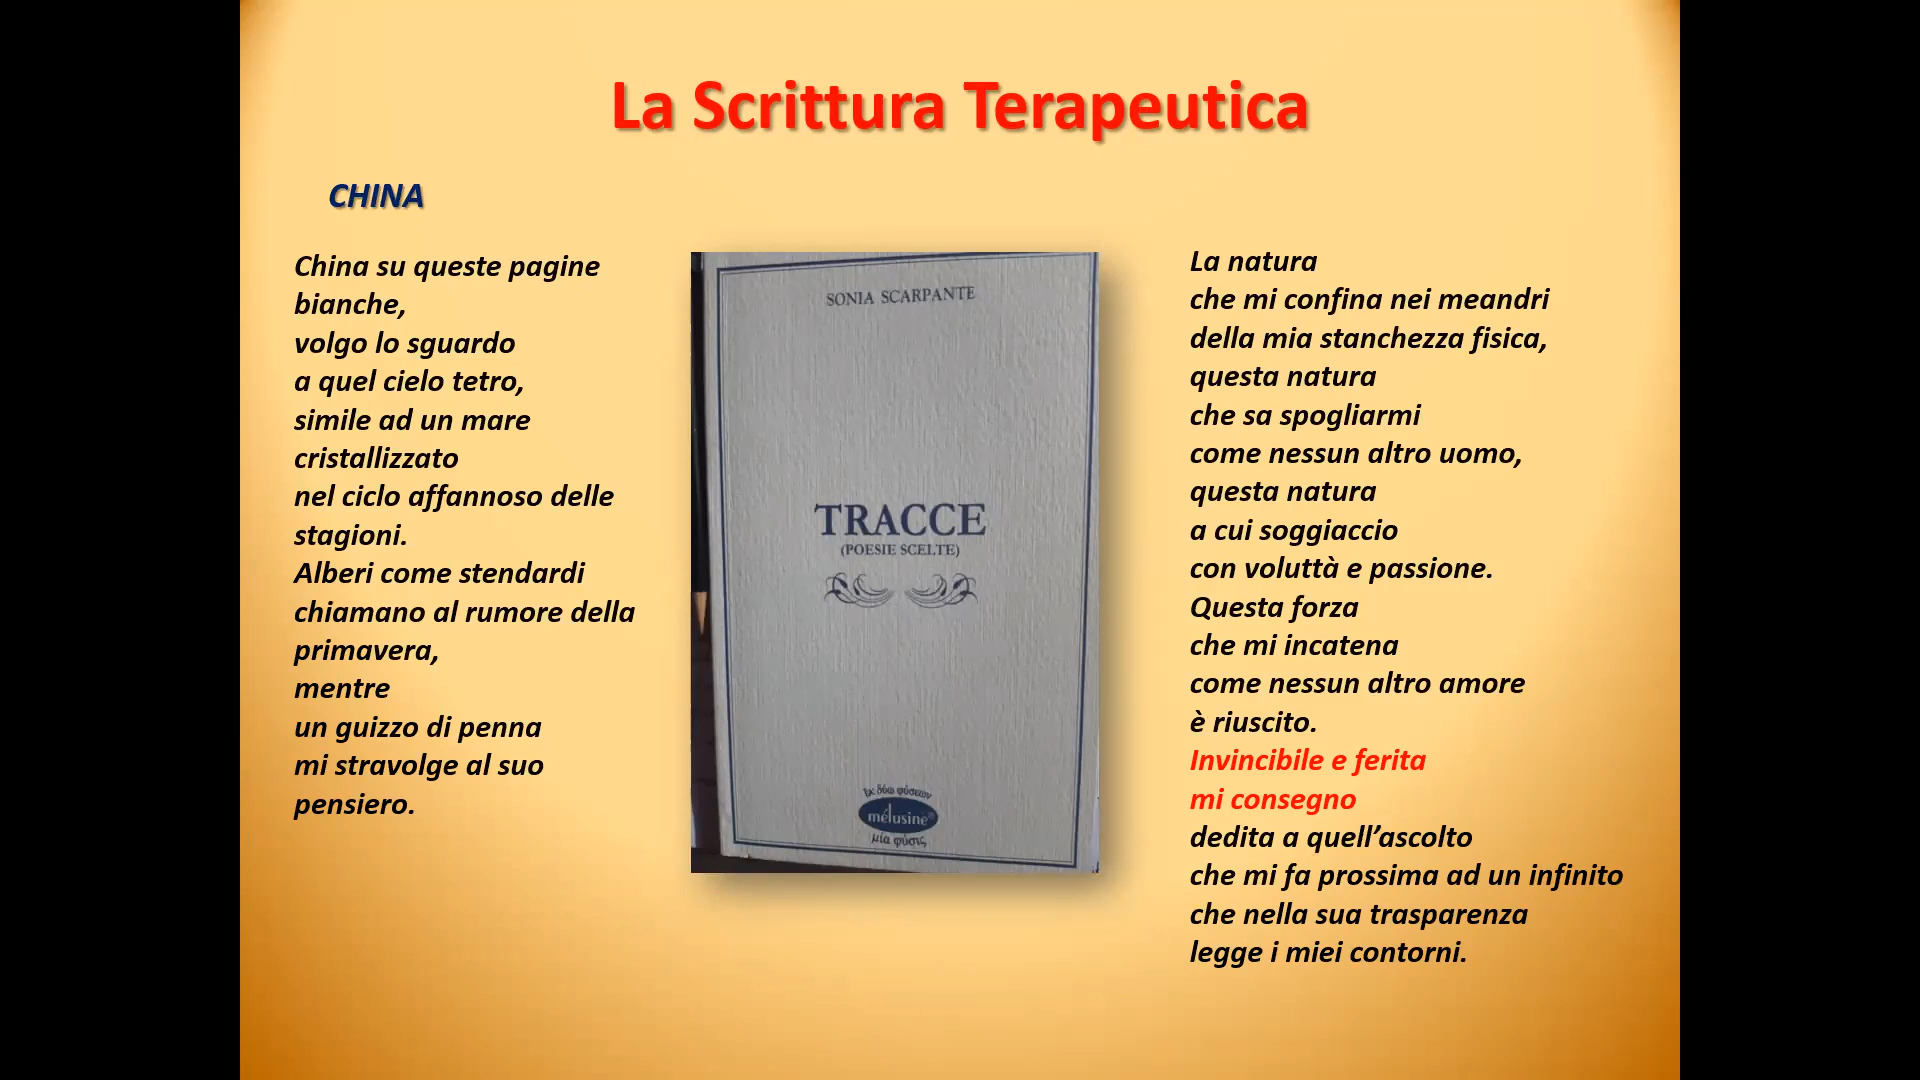 La Scrittura Terapeutica
CHINA
China su queste pagine
bianche,
volgo lo sguardo
a quel cielo tetro,
simile ad un mare
cristallizzato
nel ciclo affannoso delle
stagioni.
Alberi come stendardi
chiamano al rumore della
primavera,
mentre
un guizzo di penna
mi stravolge al suo
pensiero.
SONIA SCARPANTE
TRACCE
(POESIE SCELTE)
ἐκ δύω φύσεων
mélusine®
μία φύσις
La natura
che mi confina nei meandri
della mia stanchezza fisica,
questa natura
che sa spogliarmi
come nessun altro uomo,
questa natura
a cui soggiaccio
con voluttà e passione.
Questa forza
che mi incatena
come nessun altro amore
è riuscito.
Invincibile e ferita
mi consegno
dedita a quell’ascolto
che mi fa prossima ad un infinito
che nella sua trasparenza
legge i miei contorni.